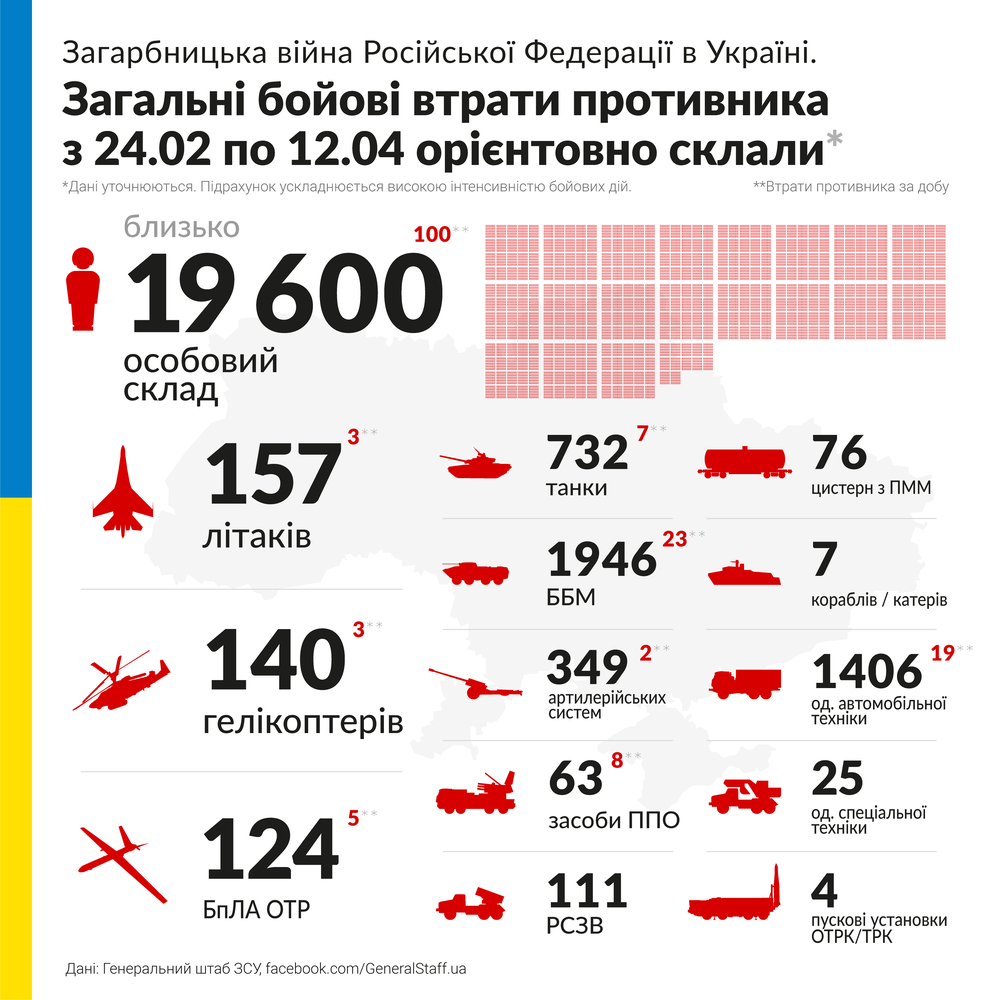 Загарбницька війна Російської Федерації в Україні.
Загальні бойові втрати противника
з 24.02 по 12.04 орієнтовно склали*
*Дані уточнюються. Підрахунок ускладнюється високою інтенсивністю бойових дій.
**Втрати противника за добу
близько
19 600 100**
особовий
склад
157 3**
літаків
140 3**
гелікоптерів
124 5**
БпЛА ОТР
732 7**
танки
1946 23**
ББМ
349 2**
артилерійських
систем
63 8**
засоби ППО
111
РСЗВ
76
цистерн з ПММ
7
кораблів / катерів
1406 19**
од. автомобільної
техніки
25
од. спеціальної
техніки
4
пускові установки
ОТРК/ТРК
Дані: Генеральний штаб ЗСУ, facebook.com/GeneralStaff.ua